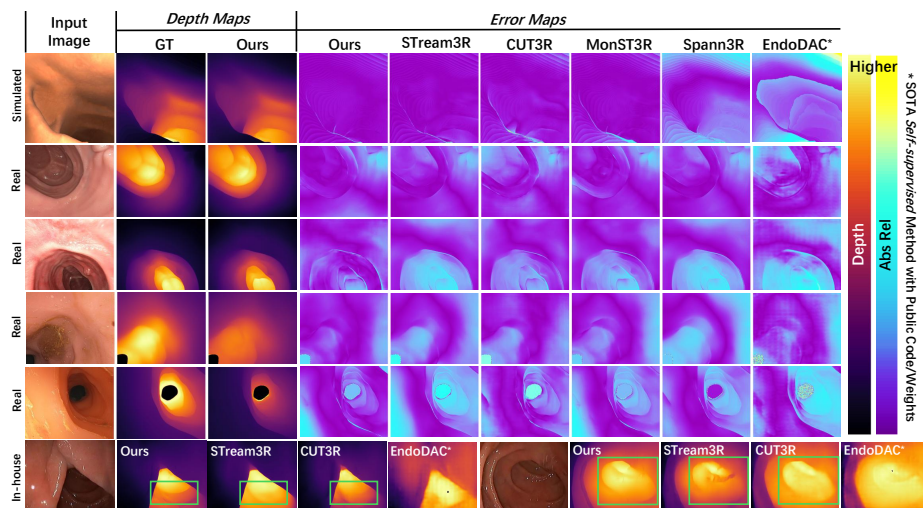 Input
Image
Depth Maps
Error Maps
GT
Ours
Ours
STream3R
CUT3R
MonST3R
Spann3R
EndoDAC*
Simulated
Real
Real
Real
Real
In-house
Higher
Depth
Abs Rel
* SOTA Self-supervised Method with Public Code/Weights
Ours
STream3R
CUT3R
EndoDAC*
Ours
STream3R
CUT3R
EndoDAC*